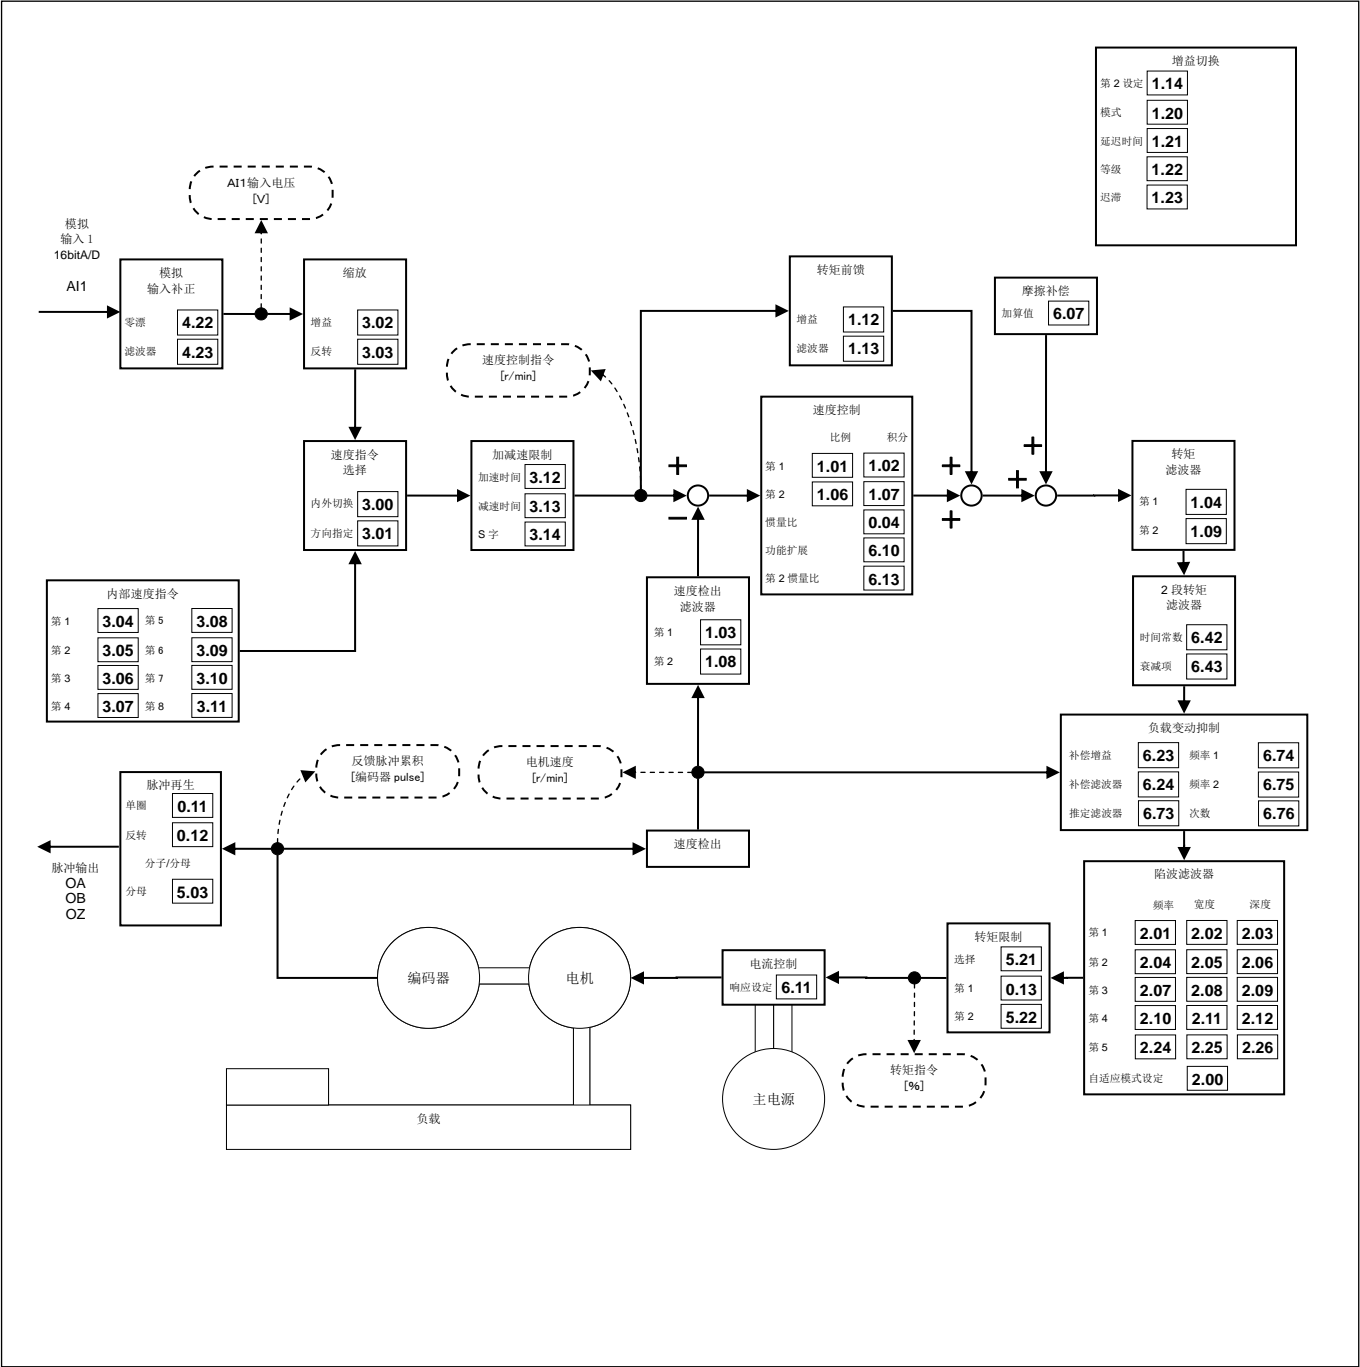 增益切换
第 2 设定 1.14
模式 1.20
延迟时间 1.21
等级 1.22
迟滞 1.23
AI1输入电压
[V]
模拟
输入 1
16bitA/D
AI1
模拟
输入补正
零漂 4.22
滤波器 4.23
缩放
增益 3.02
反转 3.03
转矩前馈
增益 1.12
滤波器 1.13
摩擦补偿
加算值 6.07
速度控制指令
[r/min]
速度指令
选择
内外切换 3.00
方向指定 3.01
加减速限制
加速时间 3.12
减速时间 3.13
S 字 3.14
+
−
速度控制
比例 积分
第 1 1.01 1.02
第 2 1.06 1.07
惯量比 0.04
功能扩展 6.10
第 2 惯量比 6.13
+
+
+
+
转矩
滤波器
第 1 1.04
第 2 1.09
内部速度指令
第 1 3.04 第 5 3.08
第 2 3.05 第 6 3.09
第 3 3.06 第 7 3.10
第 4 3.07 第 8 3.11
速度检出
滤波器
第 1 1.03
第 2 1.08
2 段转矩
滤波器
时间常数 6.42
衰减项 6.43
负载变动抑制
补偿增益 6.23 频率 1 6.74
补偿滤波器 6.24 频率 2 6.75
推定滤波器 6.73 次数 6.76
反馈脉冲累积
[编码器 pulse]
电机速度
[r/min]
脉冲再生
单圈 0.11
反转 0.12
分子/分母
分母 5.03
脉冲输出
OA
OB
OZ
速度检出
陷波滤波器
频率 宽度 深度
第 1 2.01 2.02 2.03
第 2 2.04 2.05 2.06
第 3 2.07 2.08 2.09
第 4 2.10 2.11 2.12
第 5 2.24 2.25 2.26
自适应模式设定 2.00
转矩限制
选择 5.21
第 1 0.13
第 2 5.22
电流控制
响应设定 6.11
编码器
电机
转矩指令
[%]
主电源
负载